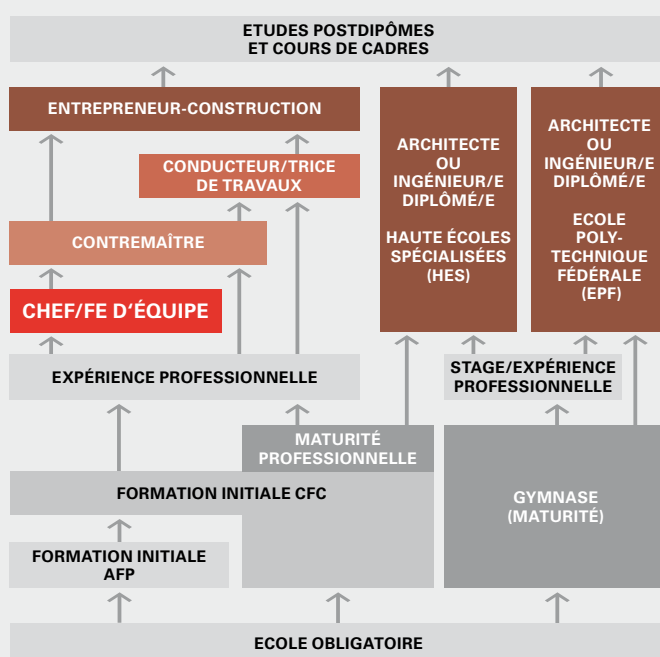 ETUDES POSTDIPÔMES
ET COURS DE CADRES
ENTREPRENEUR-CONSTRUCTION
CONDUCTEUR/TRICE
DE TRAVAUX
CONTREMAÎTRE
CHEF/FE D'ÉQUIPE
ARCHITECTE
OU
INGÉNIEUR/E
DIPLÔMÉ/E
HAUTE ÉCOLES
SPÉCIALISÉES
(HES)
ARCHITECTE
OU
INGÉNIEUR/E
DIPLÔMÉ/E
ECOLE
POLY-
TECHNIQUE
FÉDÉRALE
(EPF)
EXPÉRIENCE PROFESSIONNELLE
STAGE/EXPÉRIENCE
PROFESSIONNELLE
MATURITÉ
PROFESSIONNELLE
FORMATION INITIALE CFC
GYMNASE
(MATURITÉ)
FORMATION INITIALE
AFP
ECOLE OBLIGATOIRE